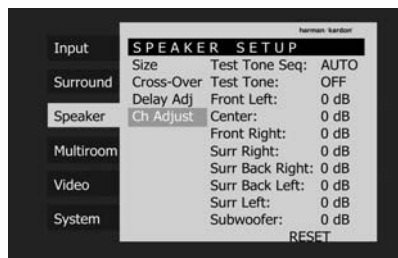 harman/kardon
Input
Surround
Speaker
Multiroom
Video
System
SPEAKER SETUP
Size
Cross-Over
Delay Adj
Ch Adjust
Test Tone Seq: AUTO
Test Tone: OFF
Front Left: 0 dB
Center: 0 dB
Front Right: 0 dB
Surr Right: 0 dB
Surr Back Right: 0 dB
Surr Back Left: 0 dB
Surr Left: 0 dB
Subwoofer: 0 dB
RESET